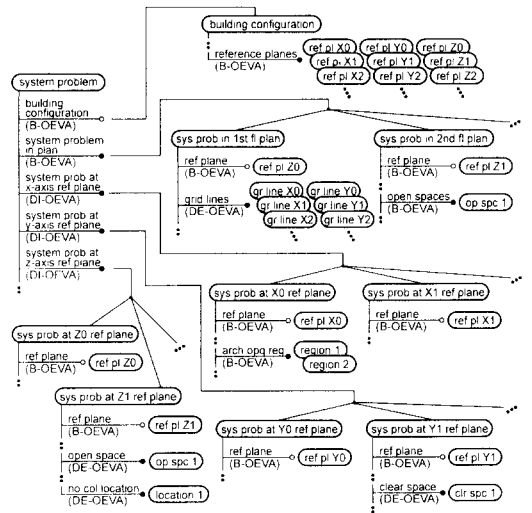 building configuration
reference planes
(B-OEVA)
ref pl X0
ref pl Y0
ref pl Z0
ref pl X1
ref pl Y1
ref pl Z1
ref pl X2
ref pl Y2
ref pl Z2
system problem
building
configuration
(B-OEVA)
system problem
in plan
(B-OEVA)
system prob at
x-axis ref plane
(DI-OEVA)
system prob at
y-axis ref plane
(DI-OEVA)
system prob at
z-axis ref plane
(DI-OEVA)
sys prob in 1st fl plan
ref plane
(B-OEVA)
ref pl Z0
grid lines
(DE-OEVA)
gr line X0
gr line Y0
gr line X1
gr line Y1
gr line X2
gr line Y2
sys prob in 2nd fl plan
ref plane
(B-OEVA)
ref pl Z1
open spaces
(B-OEVA)
op spc 1
sys prob at X0 ref plane
ref plane
(B-OEVA)
ref pl X0
arch opq reg
(B-OEVA)
region 1
region 2
sys prob at X1 ref plane
ref plane
(B-OEVA)
ref pl X1
sys prob at Z0 ref plane
ref plane
(B-OEVA)
ref pl Z0
sys prob at Z1 ref plane
ref plane
(B-OEVA)
ref pl Z1
open space
(DE-OEVA)
op spc 1
no col location
(DE-OEVA)
location 1
sys prob at Y0 ref plane
ref plane
(B-OEVA)
ref pl Y0
sys prob at Y1 ref plane
ref plane
(B-OEVA)
ref pl Y1
clear space
(DE-OEVA)
clr spc 1